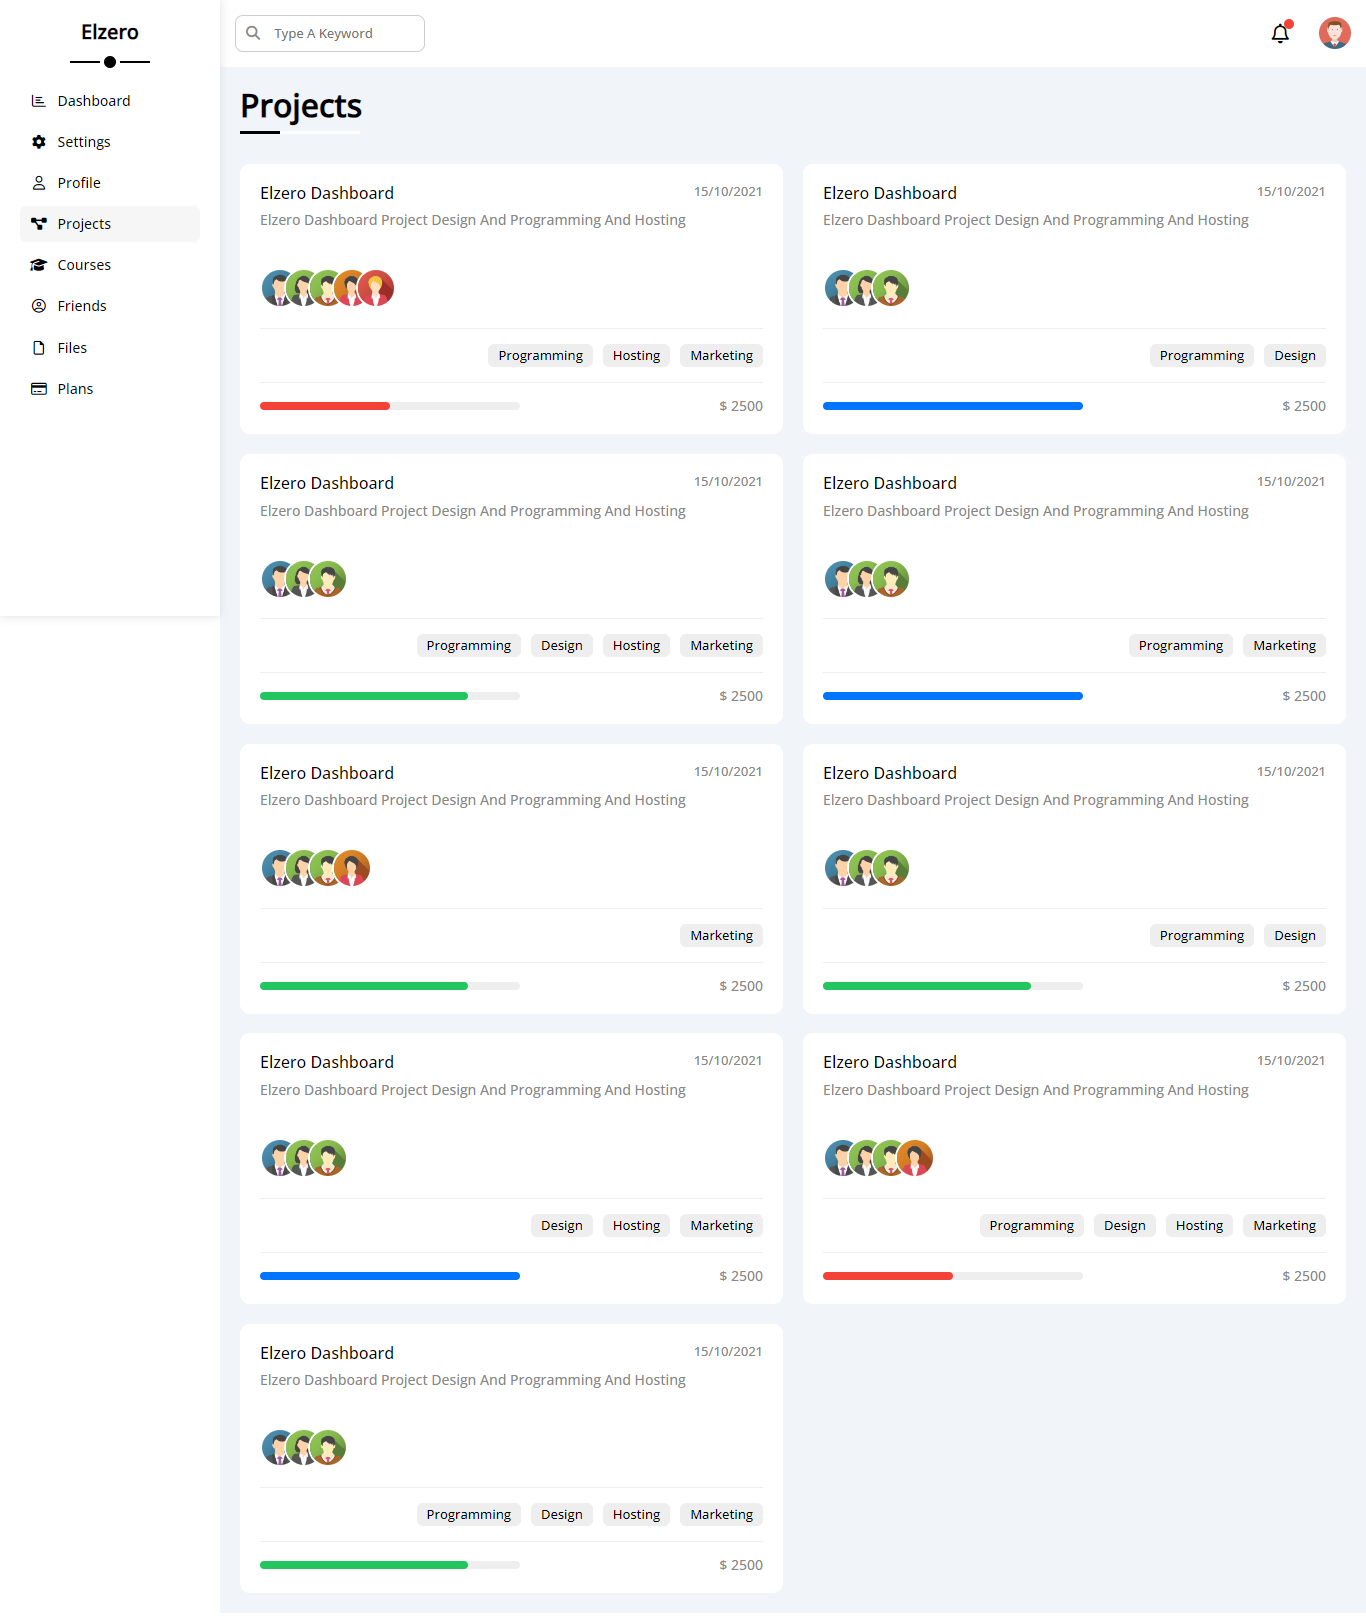 Elzero
Dashboard
Settings
Profile
Projects
Courses
Friends
Files
Plans
Type A Keyword
Projects
Elzero Dashboard
15/10/2021
Elzero Dashboard Project Design And Programming And Hosting
Programming Hosting Marketing
$ 2500
Elzero Dashboard
15/10/2021
Elzero Dashboard Project Design And Programming And Hosting
Programming Design
$ 2500
Elzero Dashboard
15/10/2021
Elzero Dashboard Project Design And Programming And Hosting
Programming Design Hosting Marketing
$ 2500
Elzero Dashboard
15/10/2021
Elzero Dashboard Project Design And Programming And Hosting
Programming Marketing
$ 2500
Elzero Dashboard
15/10/2021
Elzero Dashboard Project Design And Programming And Hosting
Marketing
$ 2500
Elzero Dashboard
15/10/2021
Elzero Dashboard Project Design And Programming And Hosting
Programming Design
$ 2500
Elzero Dashboard
15/10/2021
Elzero Dashboard Project Design And Programming And Hosting
Design Hosting Marketing
$ 2500
Elzero Dashboard
15/10/2021
Elzero Dashboard Project Design And Programming And Hosting
Programming Design Hosting Marketing
$ 2500
Elzero Dashboard
15/10/2021
Elzero Dashboard Project Design And Programming And Hosting
Programming Design Hosting Marketing
$ 2500